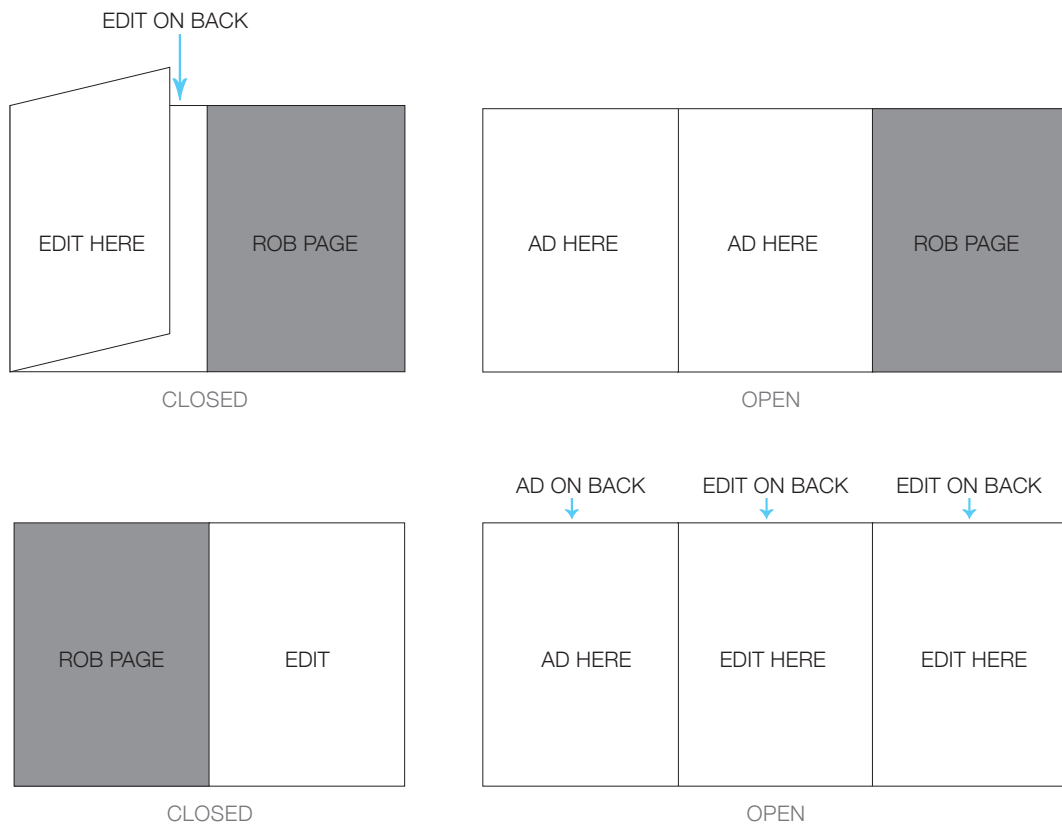 EDIT ON BACK
EDIT HERE
ROB PAGE
CLOSED
AD HERE
AD HERE
ROB PAGE
OPEN
ROB PAGE
EDIT
CLOSED
AD ON BACK
EDIT ON BACK
EDIT ON BACK
AD HERE
EDIT HERE
EDIT HERE
OPEN